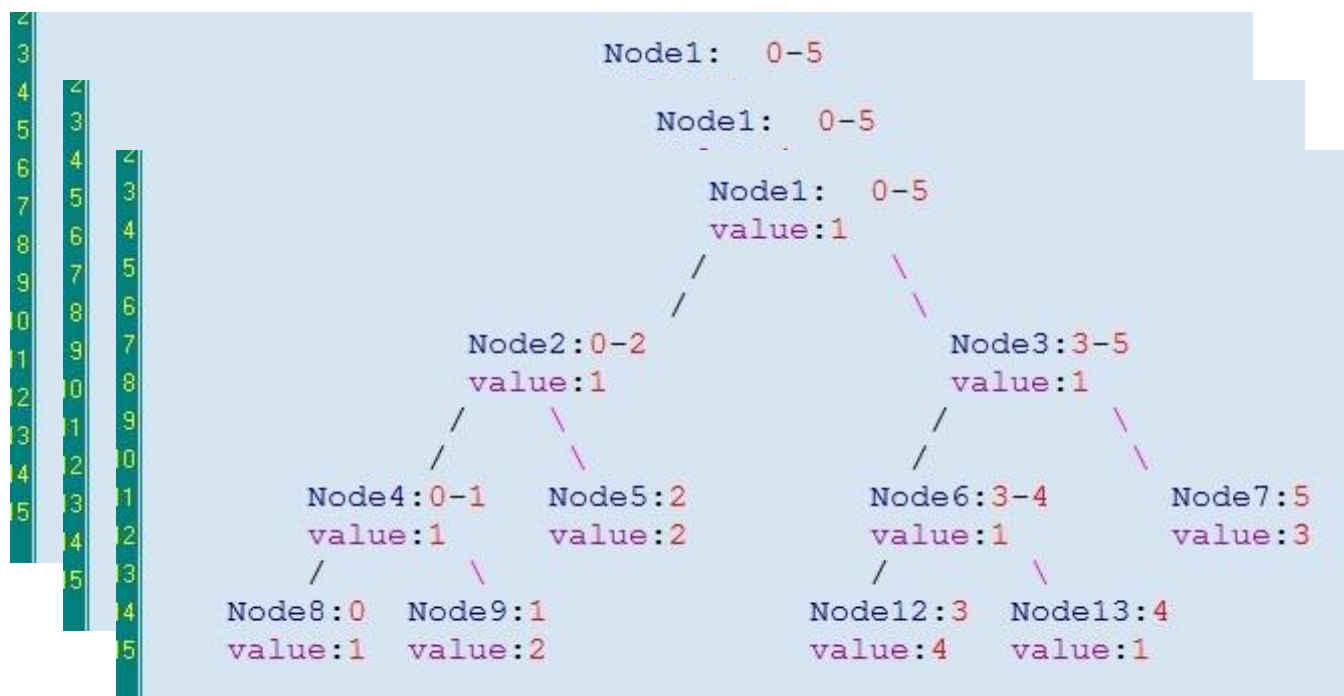 Node1: 0-5
Node1: 0-5
Node1: 0-5
value:1
/ \
/ \
Node2:0-2 Node3:3-5
value:1 value:1
/ \ / \
/ \ / \
Node4:0-1 Node5:2 Node6:3-4 Node7:5
value:1 value:2 value:1 value:3
/ \ / \
Node8:0 Node9:1 Node12:3 Node13:4
value:1 value:2 value:4 value:1